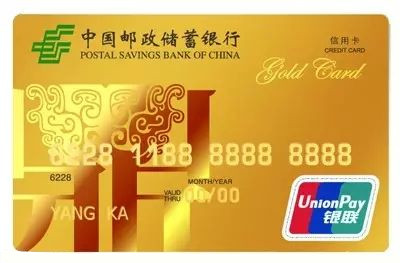 中国邮政储蓄银行
POSTAL SAVINGS BANK OF CHINA
信用卡
CREDIT CARD
Gold Card
6228 1188 8888 8888
6228
MONTH/YEAR
VALID
THRU
00/00
YANG KA
UnionPay
银联